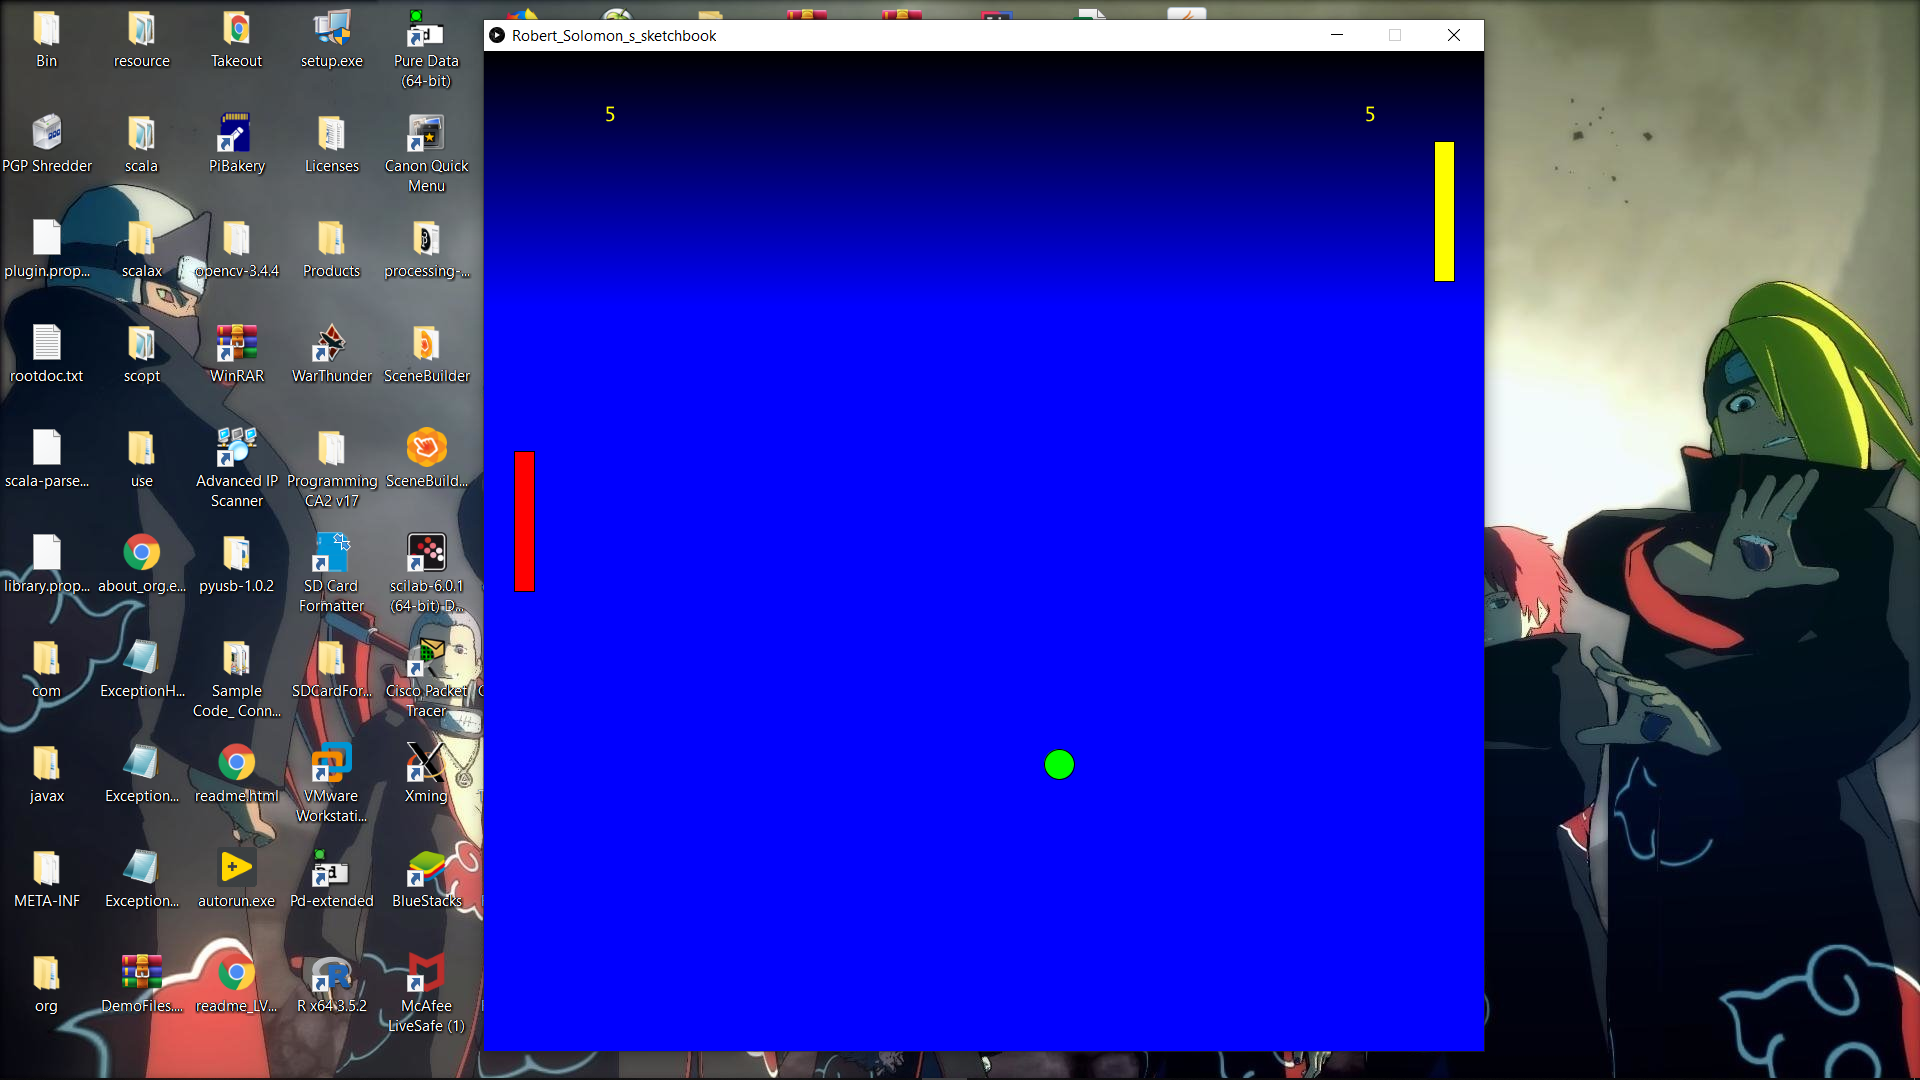 Bin
resource
Takeout
setup.exe
Pure Data
(64-bit)
PGP Shredder
scala
PiBakery
Licenses
Canon Quick
Menu
plugin.prop...
scalax
opencv-3.4.4
Products
processing-...
rootdoc.txt
scopt
WinRAR
WarThunder
SceneBuilder
scala-parse...
use
Advanced IP
Scanner
Programming
CA2 v17
SceneBuild...
library.prop...
about_org.e...
pyusb-1.0.2
SD Card
Formatter
scilab-6.0.1
(64-bit) D...
com
ExceptionH...
Sample
Code_ Conn...
SDCardFor...
Cisco Packet
Tracer
javax
Exception...
readme.html
VMware
Workstati...
Xming
META-INF
Exception...
autorun.exe
Pd-extended
BlueStacks
org
DemoFiles....
readme_LV...
R x64 3.5.2
McAfee
LiveSafe (1)
Robert_Solomon_s_sketchbook
5
5